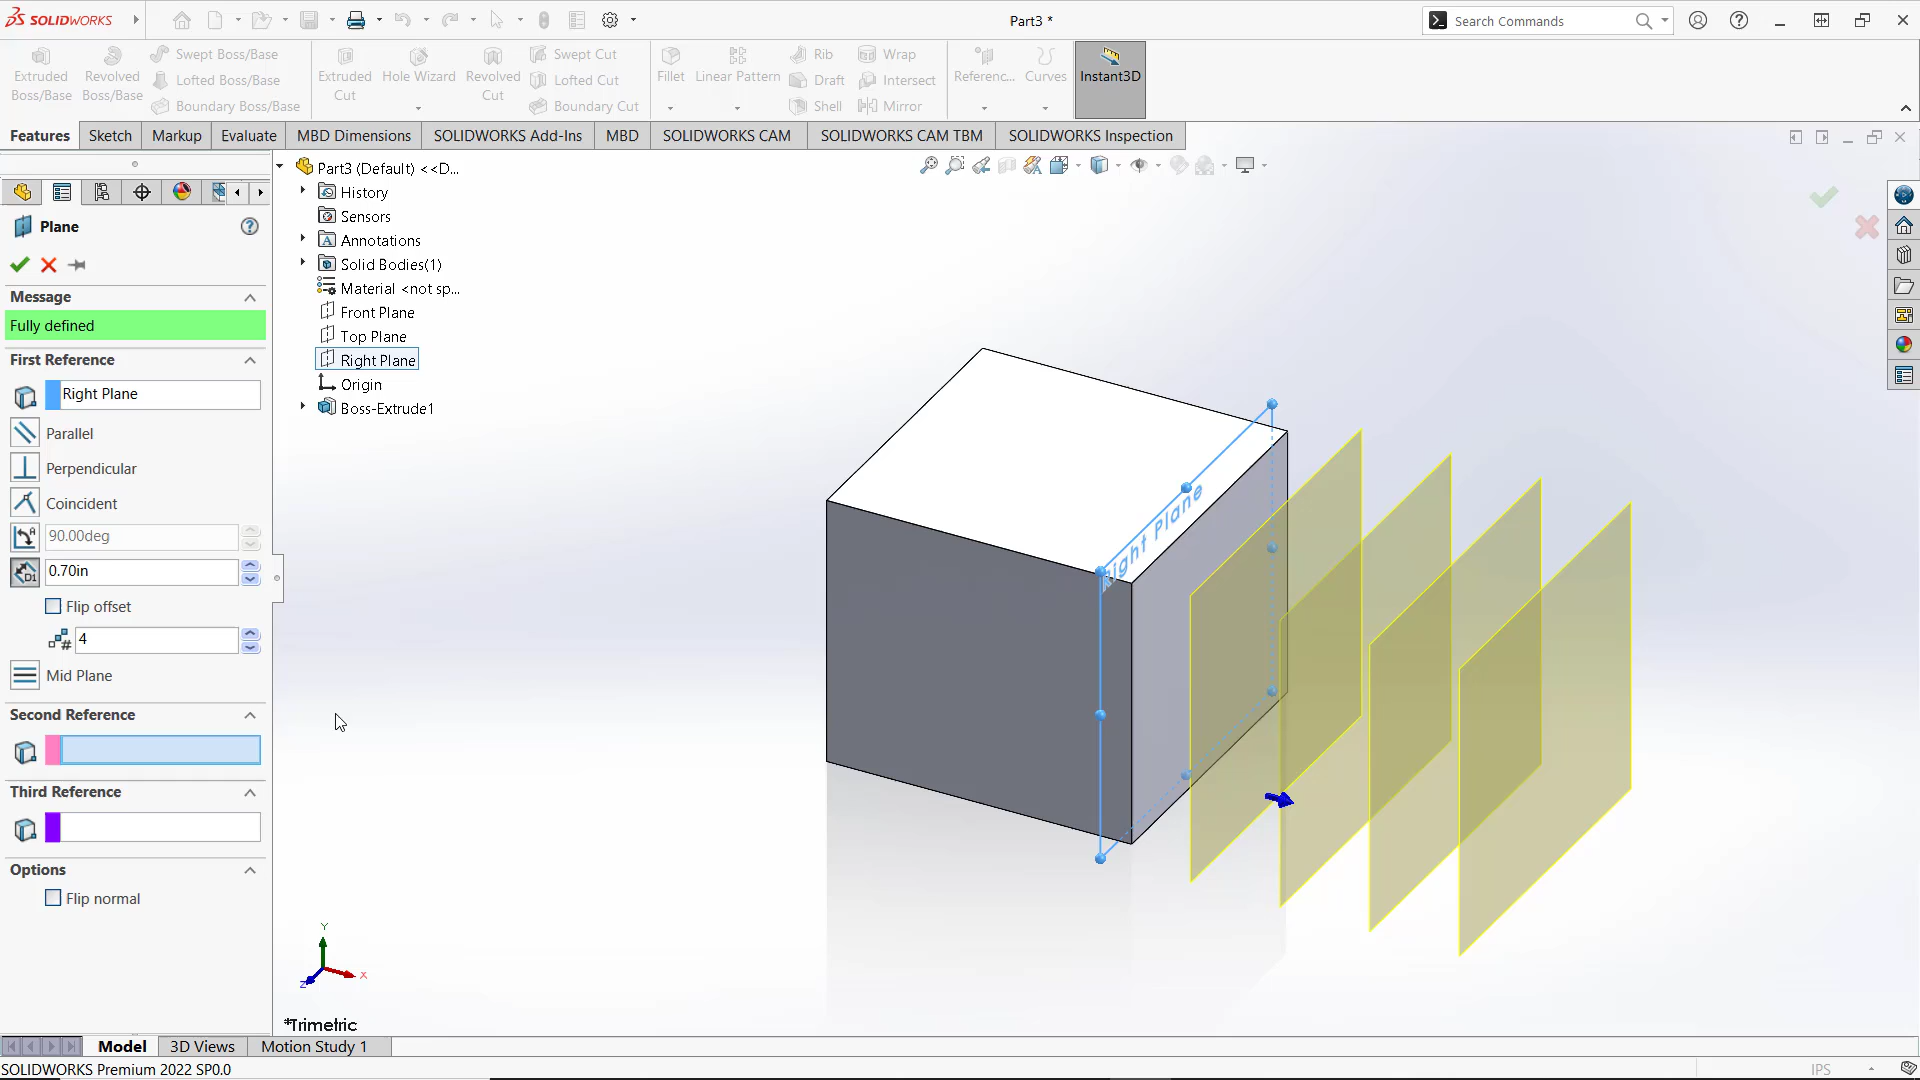 SOLIDWORKS
Part3 *
Search Commands
Extruded Boss/Base
Revolved Boss/Base
Swept Boss/Base
Lofted Boss/Base
Boundary Boss/Base
Extruded Cut
Hole Wizard
Revolved Cut
Swept Cut
Lofted Cut
Boundary Cut
Fillet
Linear Pattern
Rib
Draft
Shell
Wrap
Intersect
Mirror
Referenc...
Curves
Instant3D
Features
Sketch
Markup
Evaluate
MBD Dimensions
SOLIDWORKS Add-Ins
MBD
SOLIDWORKS CAM
SOLIDWORKS CAM TBM
SOLIDWORKS Inspection
Plane
Message
Fully defined
First Reference
Right Plane
Parallel
Perpendicular
Coincident
90.00deg
D1
0.70in
Flip offset
#
4
Mid Plane
Second Reference
Third Reference
Options
Flip normal
Part3 (Default) <<D...
History
Sensors
Annotations
Solid Bodies(1)
Material <not sp...
Front Plane
Top Plane
Right Plane
Origin
Boss-Extrude1
Right Plane
Y
X
Z
*Trimetric
Model
3D Views
Motion Study 1
SOLIDWORKS Premium 2022 SP0.0
IPS